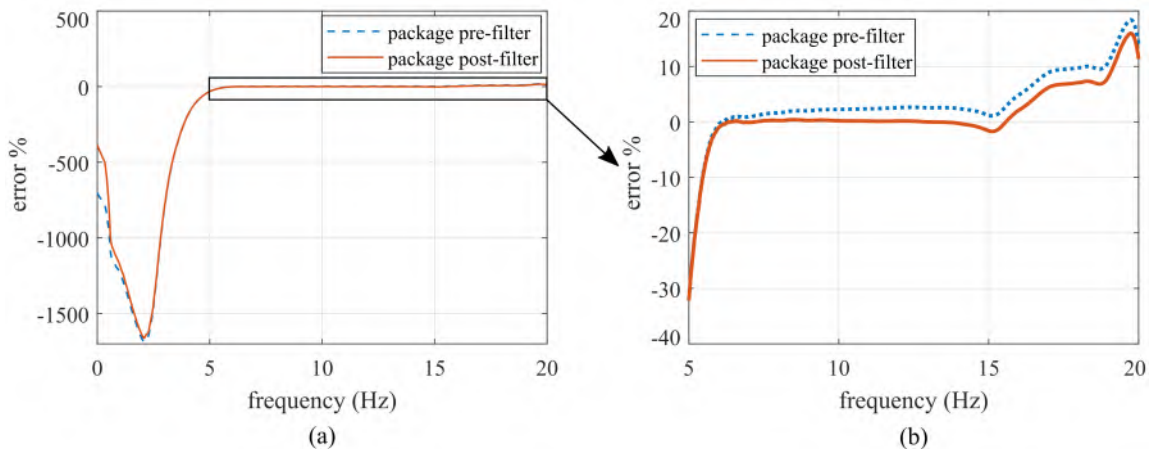 500
0
-500
-1000
-1500
error %
package pre-filter
package post-filter
0 5 10 15 20
frequency (Hz)
(a)
20
10
0
-10
-20
-30
-40
error %
package pre-filter
package post-filter
5 10 15 20
frequency (Hz)
(b)